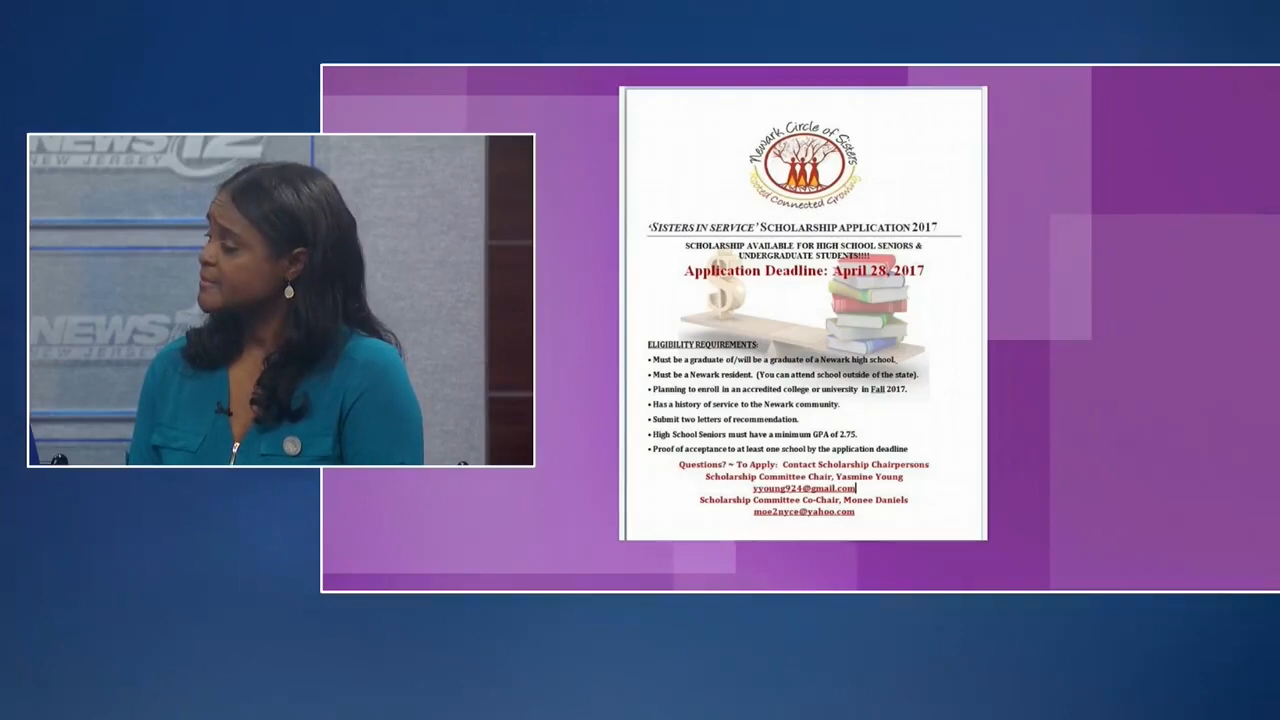 NEWS 12
NEW JERSEY
NEWS
NEW JERSEY
Newark Circle of Sisters
Rooted Connected Growing
'SISTERS IN SERVICE' SCHOLARSHIP APPLICATION 2017
SCHOLARSHIP AVAILABLE FOR HIGH SCHOOL SENIORS &
UNDERGRADUATE STUDENTS!!!!
Application Deadline: April 28, 2017
ELIGIBILITY REQUIREMENTS:
• Must be a graduate of/will be a graduate of a Newark high school.
• Must be a Newark resident. (You can attend school outside of the state).
• Planning to enroll in an accredited college or university in Fall 2017.
• Has a history of service to the Newark community.
• Submit two letters of recommendation.
• High School Seniors must have a minimum GPA of 2.75.
• Proof of acceptance to at least one school by the application deadline
Questions? ~ To Apply: Contact Scholarship Chairpersons
Scholarship Committee Chair, Yasmine Young
yyoung924@gmail.com
Scholarship Committee Co-Chair, Monee Daniels
moe2nyce@yahoo.com